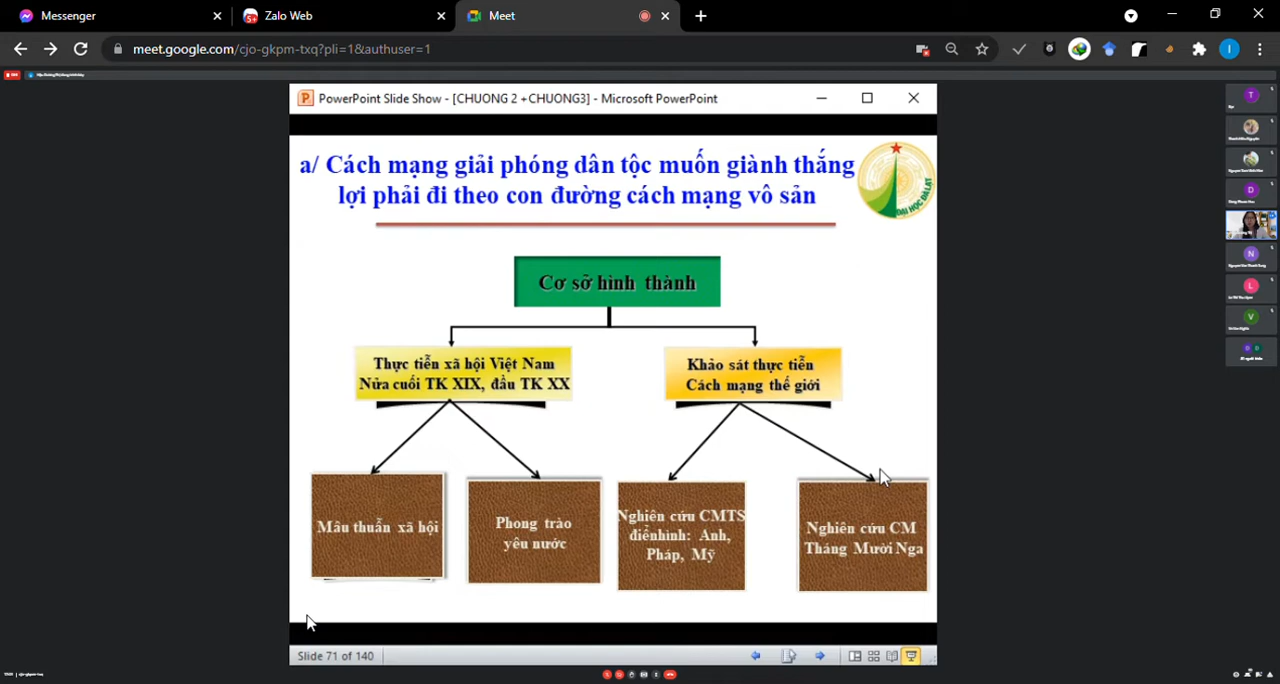 Messenger
Zalo Web
Meet
meet.google.com/cjo-gkpm-txq?pli=1&authuser=1
PowerPoint Slide Show - [CHUONG 2 +CHUONG3] - Microsoft PowerPoint
a/ Cách mạng giải phóng dân tộc muốn giành thắng
lợi phải đi theo con đường cách mạng vô sản
ĐẠI HỌC ĐÀ LẠT
Cơ sở hình thành
Thực tiễn xã hội Việt Nam
Nửa cuối TK XIX, đầu TK XX
Khảo sát thực tiễn
Cách mạng thế giới
Mâu thuẫn xã hội
Phong trào
yêu nước
Nghiên cứu CMTS
điểnhình: Anh,
Pháp, Mỹ
Nghiên cứu CM
Tháng Mười Nga
Slide 71 of 140
I
T
D
N
L
V
D
D